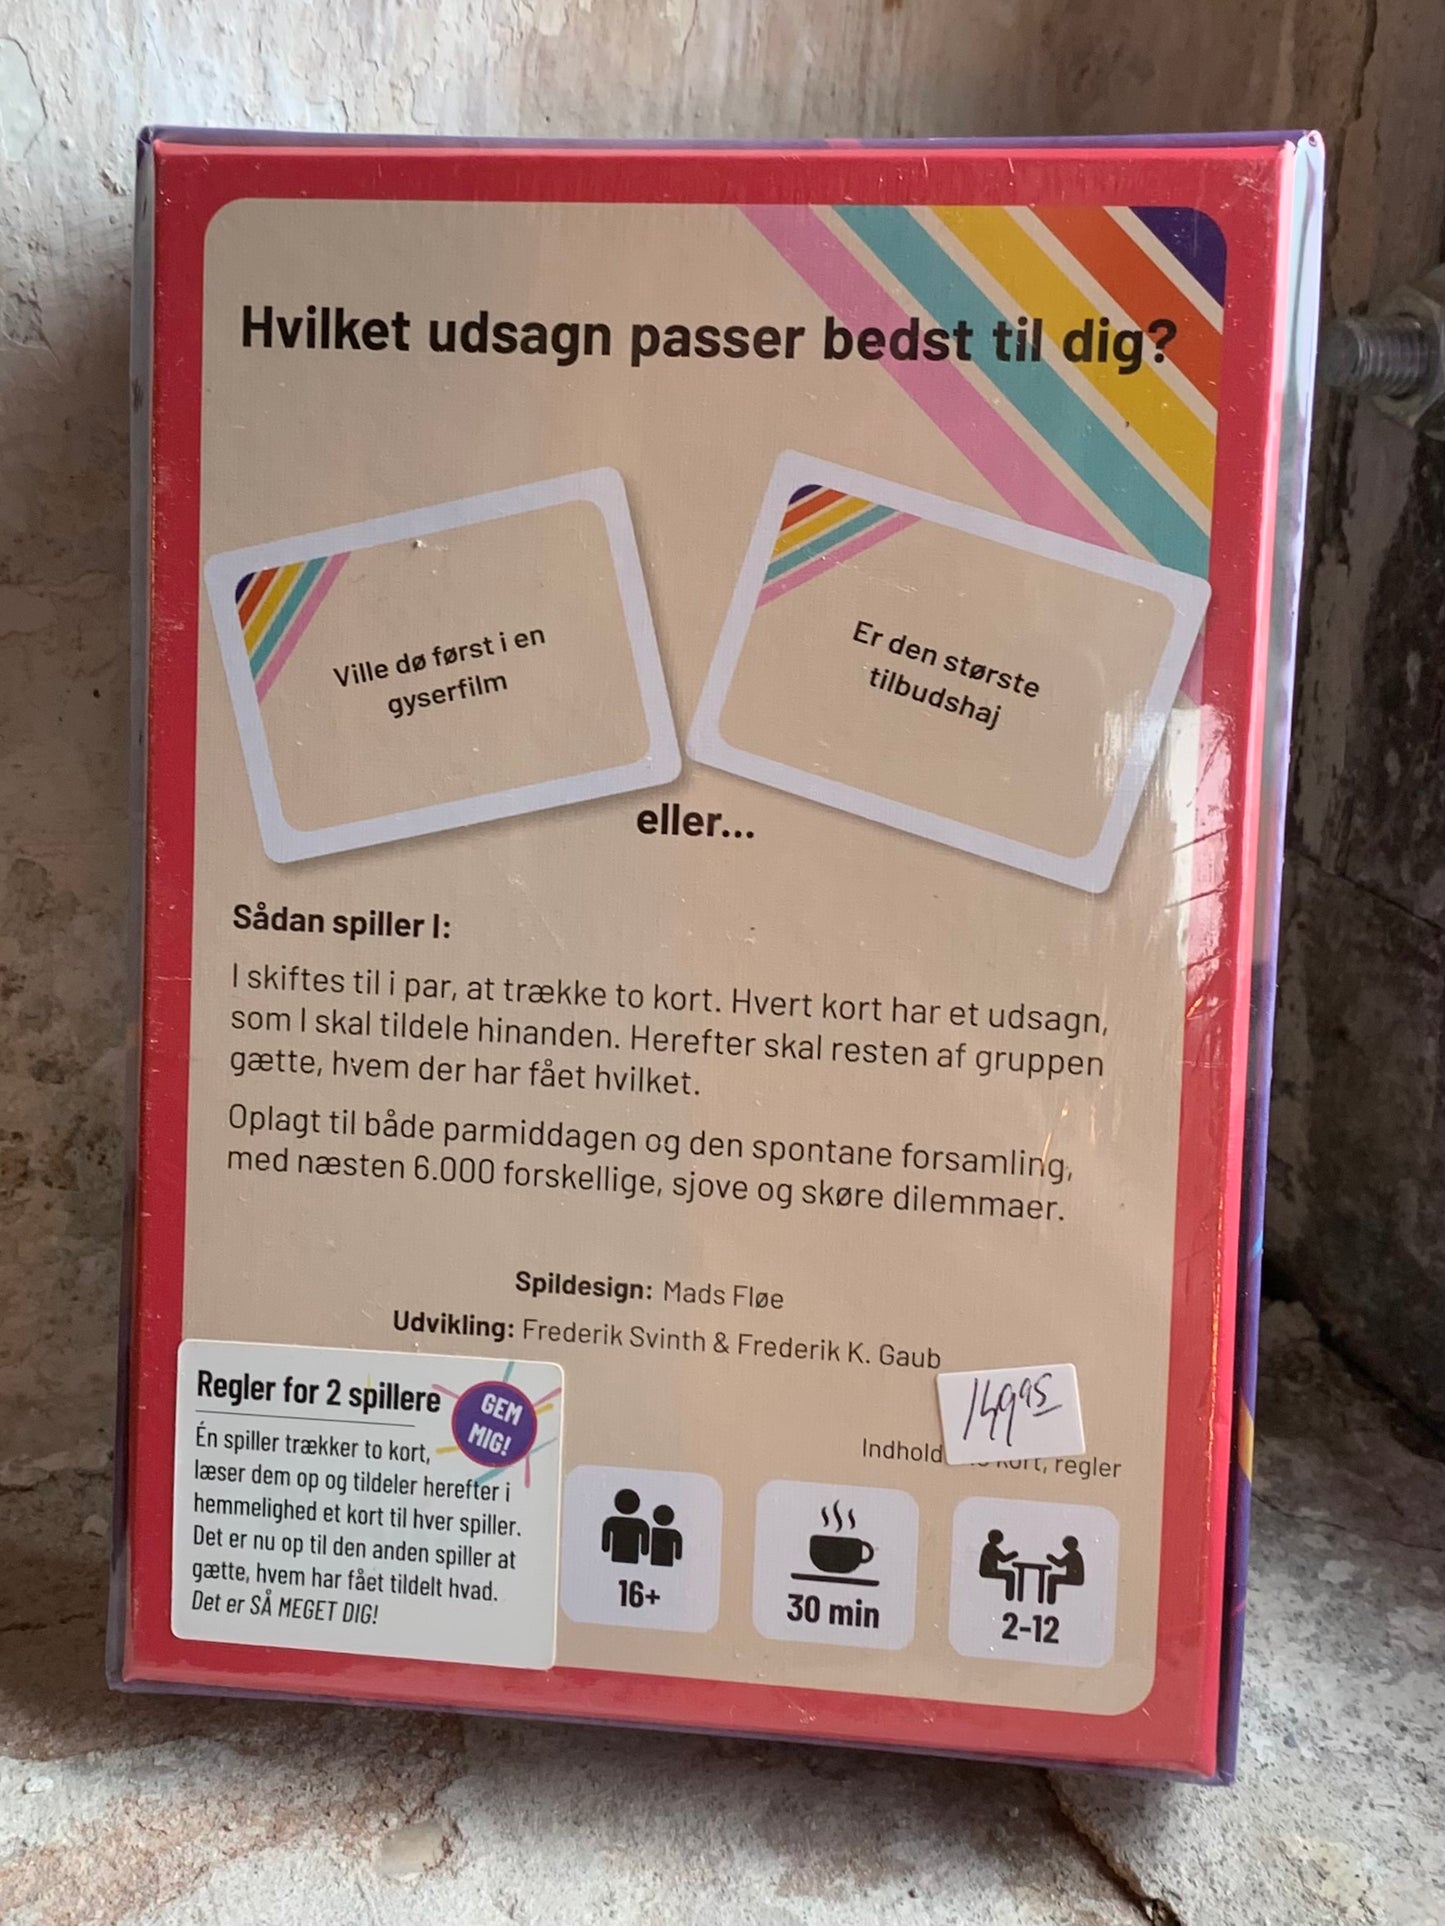 Hvilket udsagn passer bedst til dig?
Ville dø først i en
gyserfilm
Er den største
tilbudshaj
eller...
Sådan spiller I:
I skiftes til i par, at trække to kort. Hvert kort har et udsagn,
som I skal tildele hinanden. Herefter skal resten af gruppen
gætte, hvem der har fået hvilket.
Oplagt til både parmiddagen og den spontane forsamling,
med næsten 6.000 forskellige, sjove og skøre dilemmaer.
Spildesign: Mads Fløe
Udvikling: Frederik Svinth & Frederik K. Gaub
Regler for 2 spillere
GEM
MIG!
Én spiller trækker to kort,
læser dem op og tildeler herefter i
hemmelighed et kort til hver spiller.
Det er nu op til den anden spiller at
gætte, hvem har fået tildelt hvad.
Det er SÅ MEGET DIG!
149 95
Indhold kort, regler
16+
30 min
2-12